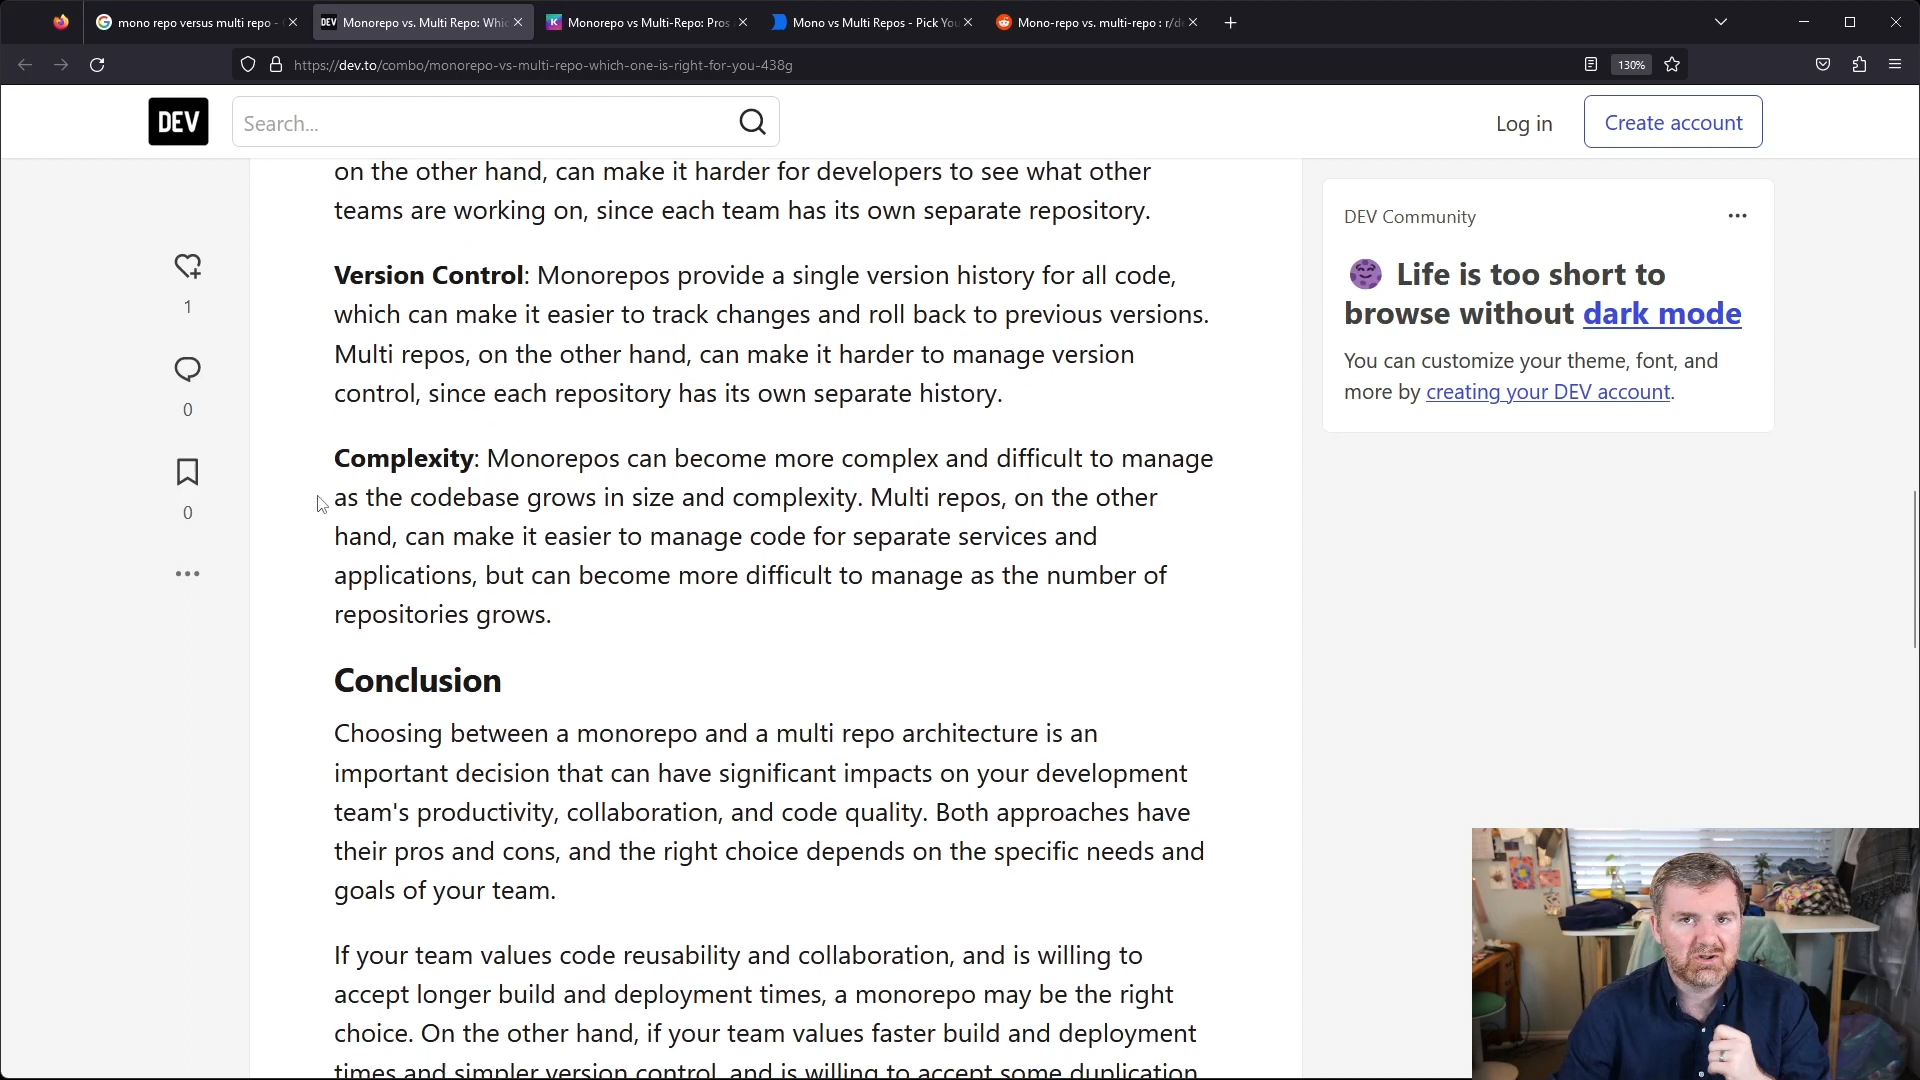 mono repo versus multi repo -
DEV Monorepo vs. Multi Repo:
K Monorepo vs Multi-Repo: Pros
Mono vs Multi Repos - Pick
Mono-repo vs. multi-repo :
https://dev.to/combo/monorepo-vs-multi-repo-which-one-is-right-for-you-438g
130%
DEV
Search...
Log in
Create account
on the other hand, can make it harder for developers to see what other
teams are working on, since each team has its own separate repository.
Version Control: Monorepos provide a single version history for all code,
which can make it easier to track changes and roll back to previous versions.
Multi repos, on the other hand, can make it harder to manage version
control, since each repository has its own separate history.
Complexity: Monorepos can become more complex and difficult to manage
as the codebase grows in size and complexity. Multi repos, on the other
hand, can make it easier to manage code for separate services and
applications, but can become more difficult to manage as the number of
repositories grows.
Conclusion
Choosing between a monorepo and a multi repo architecture is an
important decision that can have significant impacts on your development
team's productivity, collaboration, and code quality. Both approaches have
their pros and cons, and the right choice depends on the specific needs and
goals of your team.
If your team values code reusability and collaboration, and is willing to
accept longer build and deployment times, a monorepo may be the right
choice. On the other hand, if your team values faster build and deployment
times and simpler version control, and is willing to accept some duplication
1
0
0
DEV Community
Life is too short to
browse without dark mode
You can customize your theme, font, and
more by creating your DEV account.